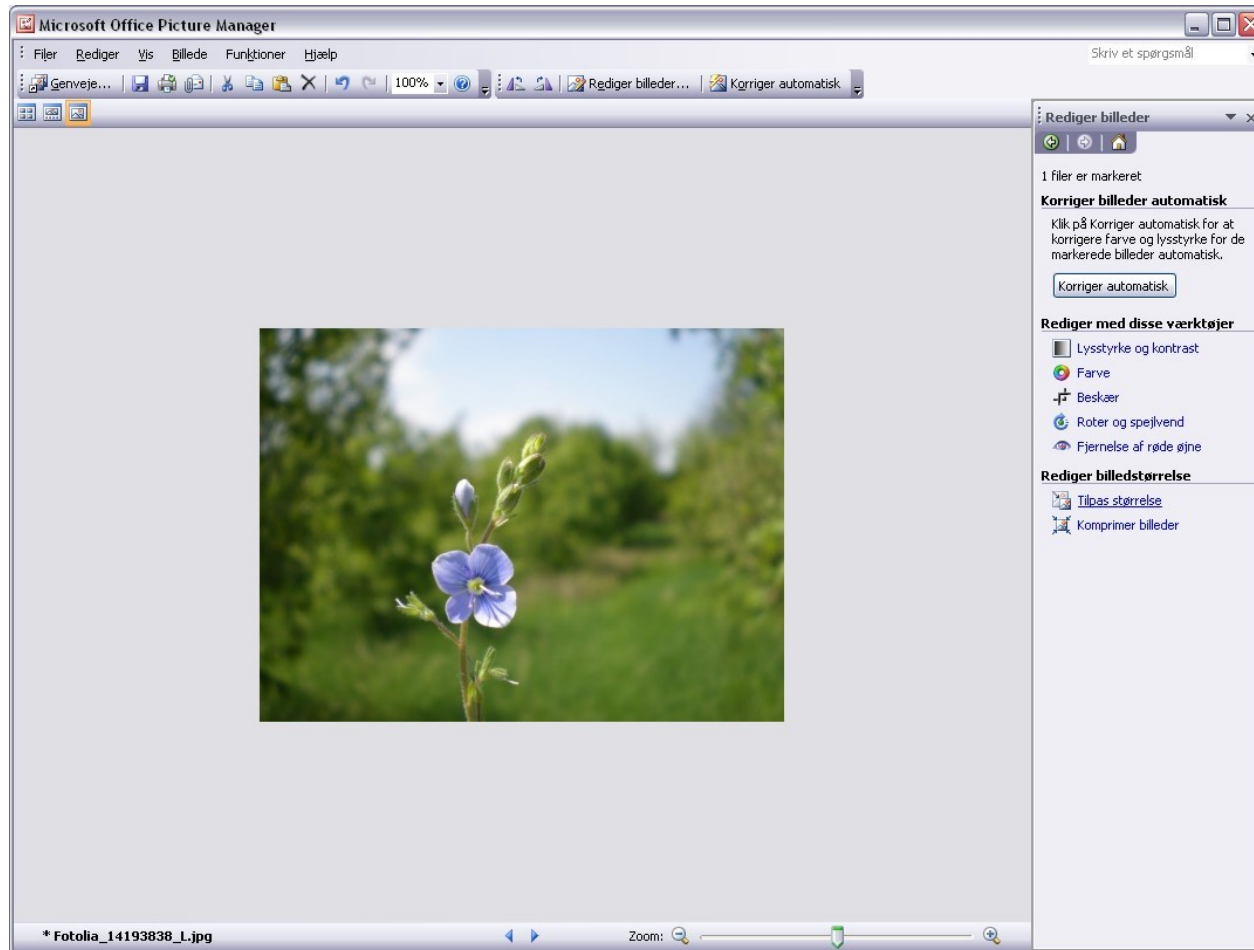 Microsoft Office Picture Manager
Filer Rediger Vis Billede Funktioner Hjælp
Skriv et spørgsmål
Genveje... 100% Rediger billeder... Korriger automatisk
Rediger billeder
1 filer er markeret
Korriger billeder automatisk
Klik på Korriger automatisk for at
korrigere farve og lysstyrke for de
markerede billeder automatisk.
Korriger automatisk
Rediger med disse værktøjer
Lysstyrke og kontrast
Farve
Beskær
Roter og spejlvend
Fjernelse af røde øjne
Rediger billedstørrelse
Tilpas størrelse
Komprimer billeder
* Fotolia_14193838_L.jpg Zoom: